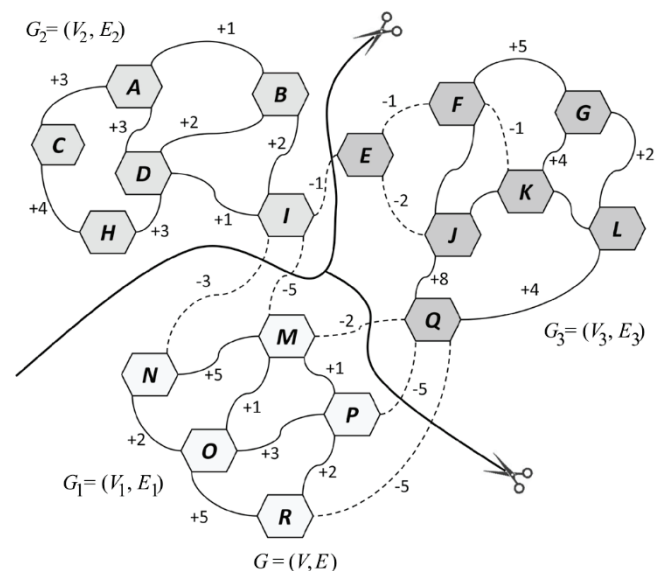 G₂= (V₂, E₂)
+1
+5
+3
A
B
-1
F
G
C
+3
+2
-1
E
+2
D
+2
K
+4
-1
-2
+4
H
+3
+1
I
J
L
-3
-5
+8
+4
-2
Q
G₃= (V₃, E₃)
M
N
+5
+1
-5
+1
P
+2
O
+3
-5
G₁= (V₁, E₁)
+2
+5
R
G = (V, E)